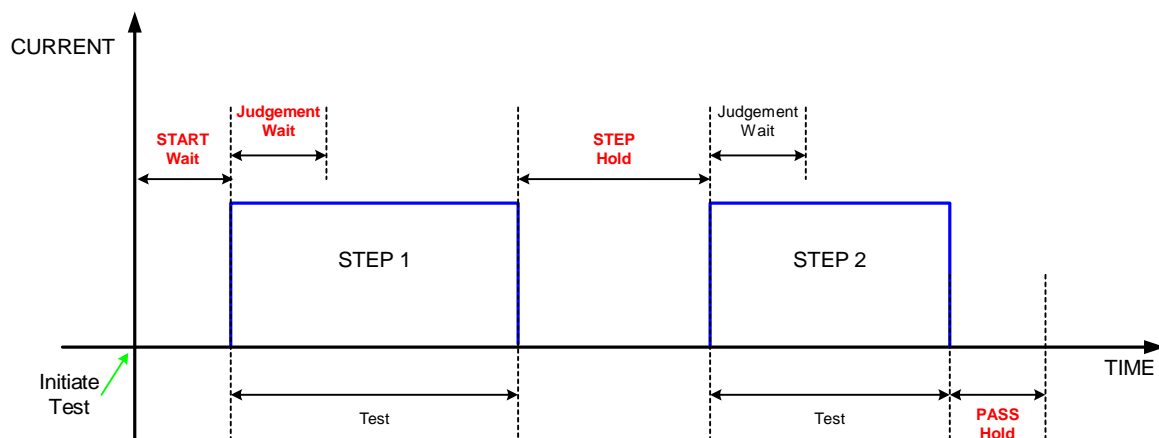 CURRENT
START
Wait
Judgement
Wait
STEP
Hold
Judgement
Wait
STEP 1
STEP 2
TIME
Initiate
Test
Test
Test
PASS
Hold